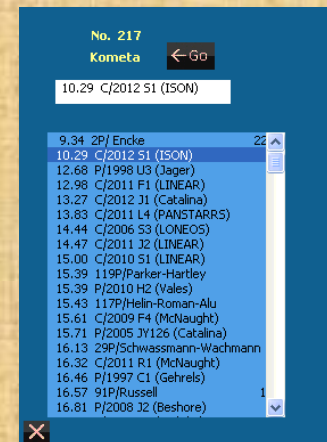 No. 217
Kometa
←Go
10.29 C/2012 S1 (ISON)
9.34 2P/ Encke 22
10.29 C/2012 S1 (ISON)
12.68 P/1998 U3 (Jager)
12.98 C/2011 F1 (LINEAR)
13.27 C/2012 J1 (Catalina)
13.83 C/2011 L4 (PANSTARRS)
14.44 C/2006 S3 (LONEOS)
14.47 C/2011 J2 (LINEAR)
15.00 C/2010 S1 (LINEAR)
15.39 119P/Parker-Hartley
15.39 P/2010 H2 (Vales)
15.43 117P/Helin-Roman-Alu
15.61 C/2009 F4 (McNaught)
15.71 P/2005 JY126 (Catalina)
16.13 29P/Schwassmann-Wachmann
16.32 C/2011 R1 (McNaught)
16.46 P/1997 C1 (Gehrels)
16.57 91P/Russell 1
16.81 P/2008 J2 (Beshore)